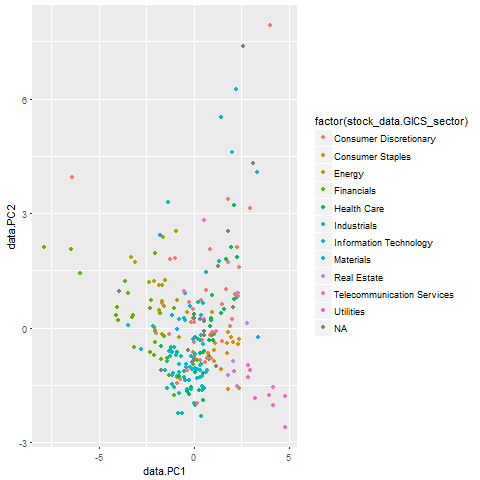 6
3
0
-3
data.PC2
-5
0
5
data.PC1
factor(stock_data.GICS_sector)
Consumer Discretionary
Consumer Staples
Energy
Financials
Health Care
Industrials
Information Technology
Materials
Real Estate
Telecommunication Services
Utilities
NA